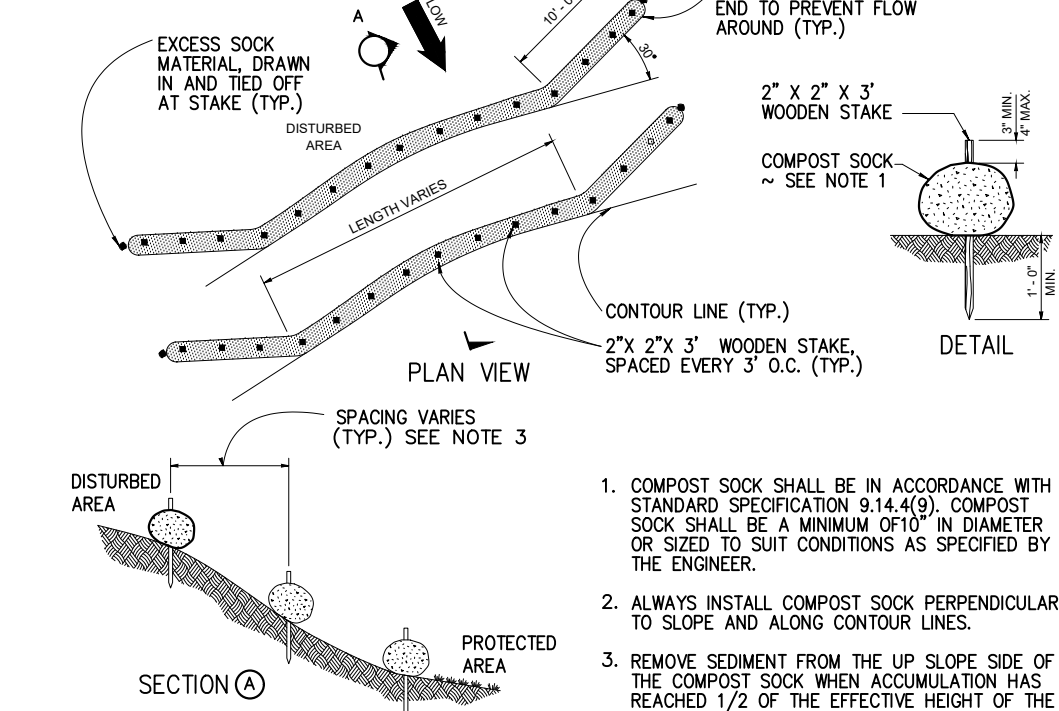 A
LOW
10' - 0
30°
END TO PREVENT FLOW
AROUND (TYP.)
EXCESS SOCK
MATERIAL, DRAWN
IN AND TIED OFF
AT STAKE (TYP.)
DISTURBED
AREA
LENGTH VARIES
2" X 2" X 3'
WOODEN STAKE
3" MIN.
4" MAX.
COMPOST SOCK
~ SEE NOTE 1
1' - 0"
MIN.
DETAIL
CONTOUR LINE (TYP.)
2"X 2"X 3' WOODEN STAKE,
SPACED EVERY 3' O.C. (TYP.)
PLAN VIEW
SPACING VARIES
(TYP.) SEE NOTE 3
DISTURBED
AREA
PROTECTED
AREA
SECTION A
1. COMPOST SOCK SHALL BE IN ACCORDANCE WITH
STANDARD SPECIFICATION 9.14.4(9). COMPOST
SOCK SHALL BE A MINIMUM OF10" IN DIAMETER
OR SIZED TO SUIT CONDITIONS AS SPECIFIED BY
THE ENGINEER.
2. ALWAYS INSTALL COMPOST SOCK PERPENDICULAR
TO SLOPE AND ALONG CONTOUR LINES.
3. REMOVE SEDIMENT FROM THE UP SLOPE SIDE OF
THE COMPOST SOCK WHEN ACCUMULATION HAS
REACHED 1/2 OF THE EFFECTIVE HEIGHT OF THE